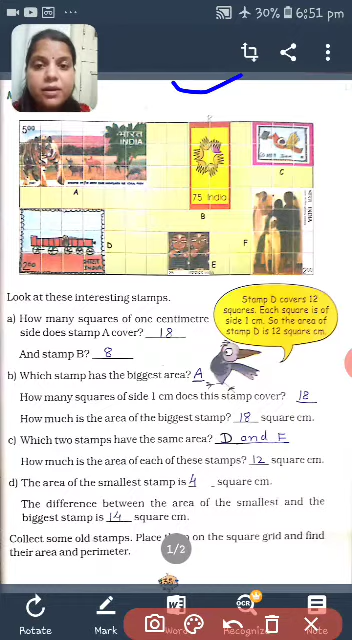 30% 6:51 pm
A
5.00
भारत
INDIA
75 India
A
B
C
D
E
F
2.00
Look at these interesting stamps.
a) How many squares of one centimetre
side does stamp A cover? 18
And stamp B? 8
Stamp D covers 12
squares. Each square is of
side 1 cm. So the area of
stamp D is 12 square cm.
b) Which stamp has the biggest area? A
How many squares of side 1 cm does this stamp cover? 18
How much is the area of the biggest stamp? 18 square cm.
c) Which two stamps have the same area? D and F
How much is the area of each of these stamps? 12 square cm.
d) The area of the smallest stamp is 4 square cm.
The difference between the area of the smallest and the
biggest stamp is 14 square cm.
Collect some old stamps. Place on the square grid and find
their area and perimeter.
1/2
Rotate
Mark
Word
OCR
Recognize
Note